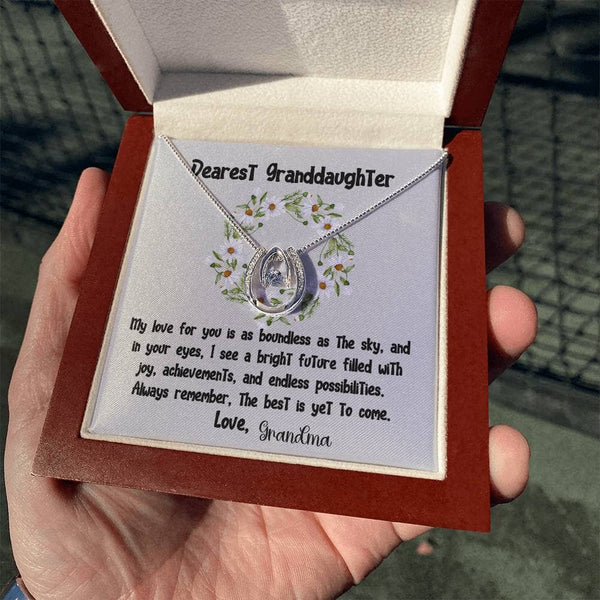 Dearest Granddaughter
My love for you is as boundless as The sky, and
in your eyes, I see a bright future filled with
joy, achievements, and endless possibilities.
Always remember, The best is yet to come.
Love, Grandma